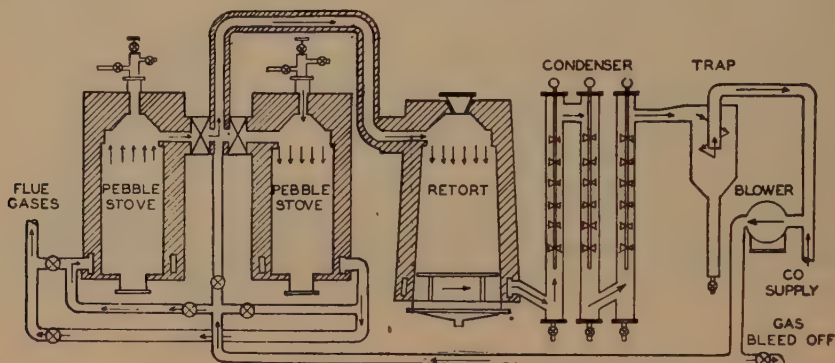 CONDENSER
TRAP
FLUE
GASES
PEBBLE
STOVE
PEBBLE
STOVE
RETORT
BLOWER
CO
SUPPLY
GAS
BLEED OFF